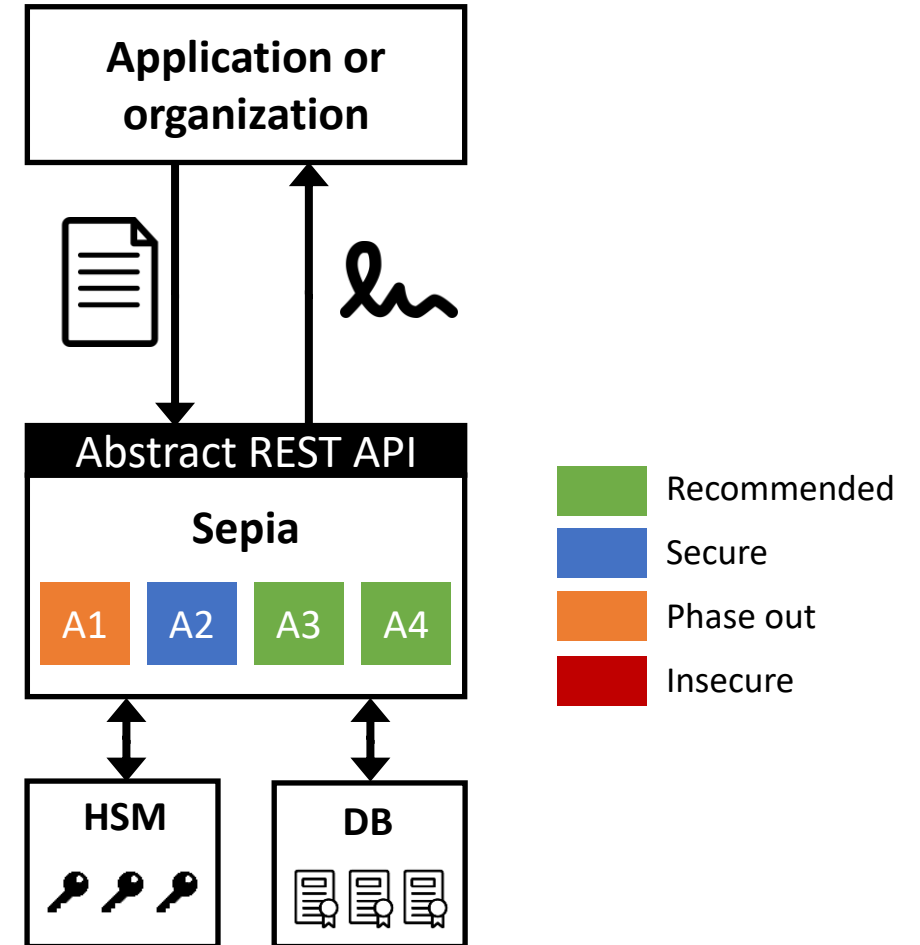 Application or
organization
Abstract REST API
Sepia
A1 A2 A3 A4
Recommended
Secure
Phase out
Insecure
HSM
DB